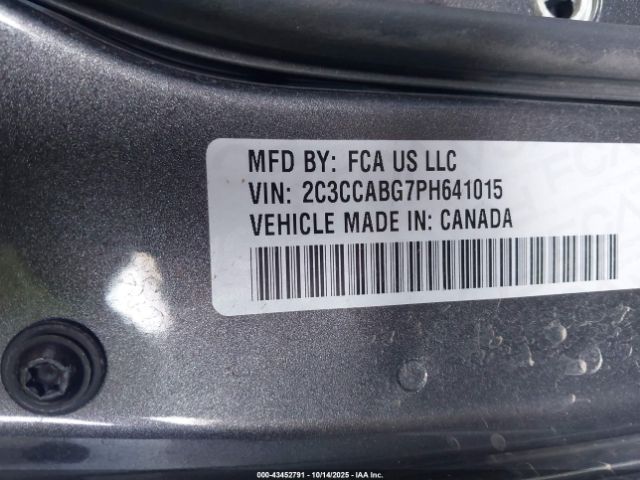 MFD BY: FCA US LLC
VIN: 2C3CCABG7PH641015
VEHICLE MADE IN: CANADA
000-43452791 - 10/14/2025 - IAA Inc.